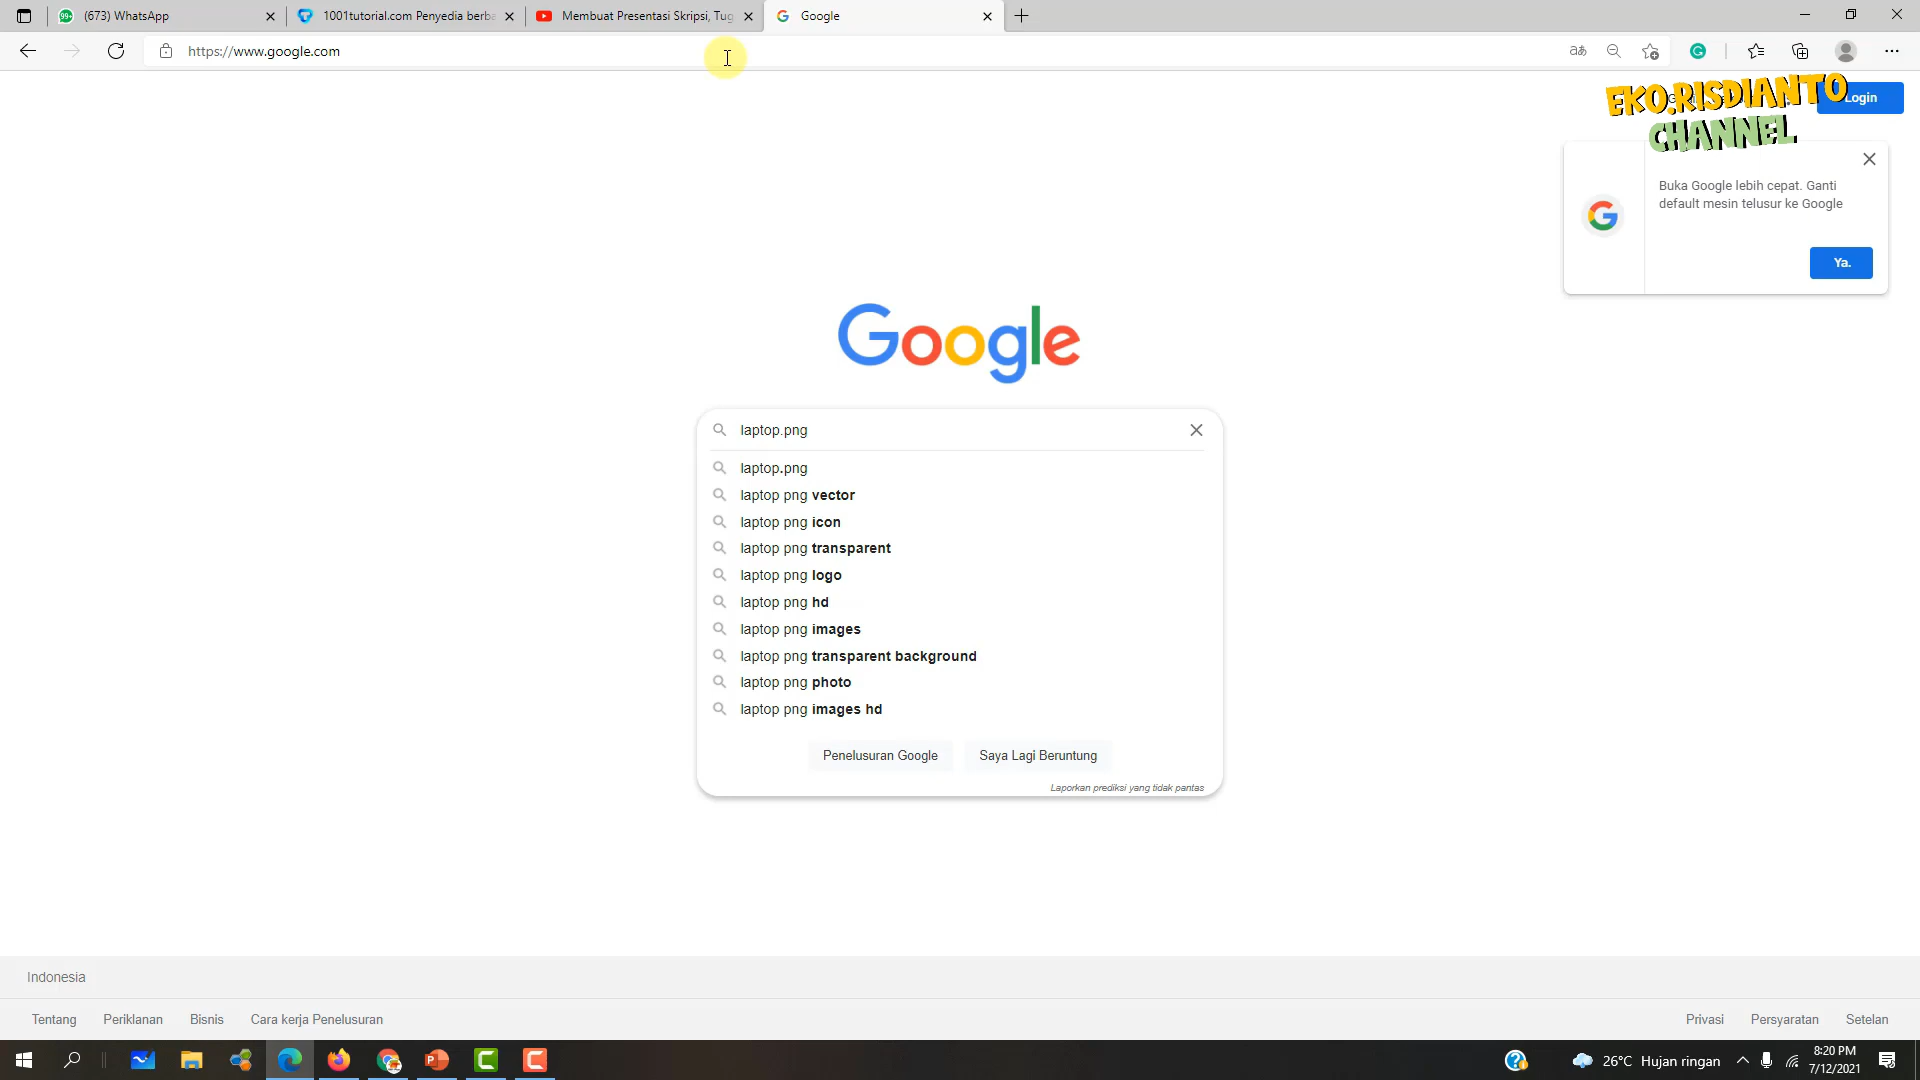 99+ (673) WhatsApp
1001tutorial.com Penyedia berba
Membuat Presentasi Skripsi, Tug
Google
https://www.google.com
EKO.RISDIANTO
CHANNEL
Login
Buka Google lebih cepat. Ganti
default mesin telusur ke Google
Ya.
Google
laptop.png
laptop.png
laptop png vector
laptop png icon
laptop png transparent
laptop png logo
laptop png hd
laptop png images
laptop png transparent background
laptop png photo
laptop png images hd
Penelusuran Google
Saya Lagi Beruntung
Laporkan prediksi yang tidak pantas
Indonesia
Tentang
Periklanan
Bisnis
Cara kerja Penelusuran
Privasi
Persyaratan
Setelan
26°C Hujan ringan
8:20 PM
7/12/2021